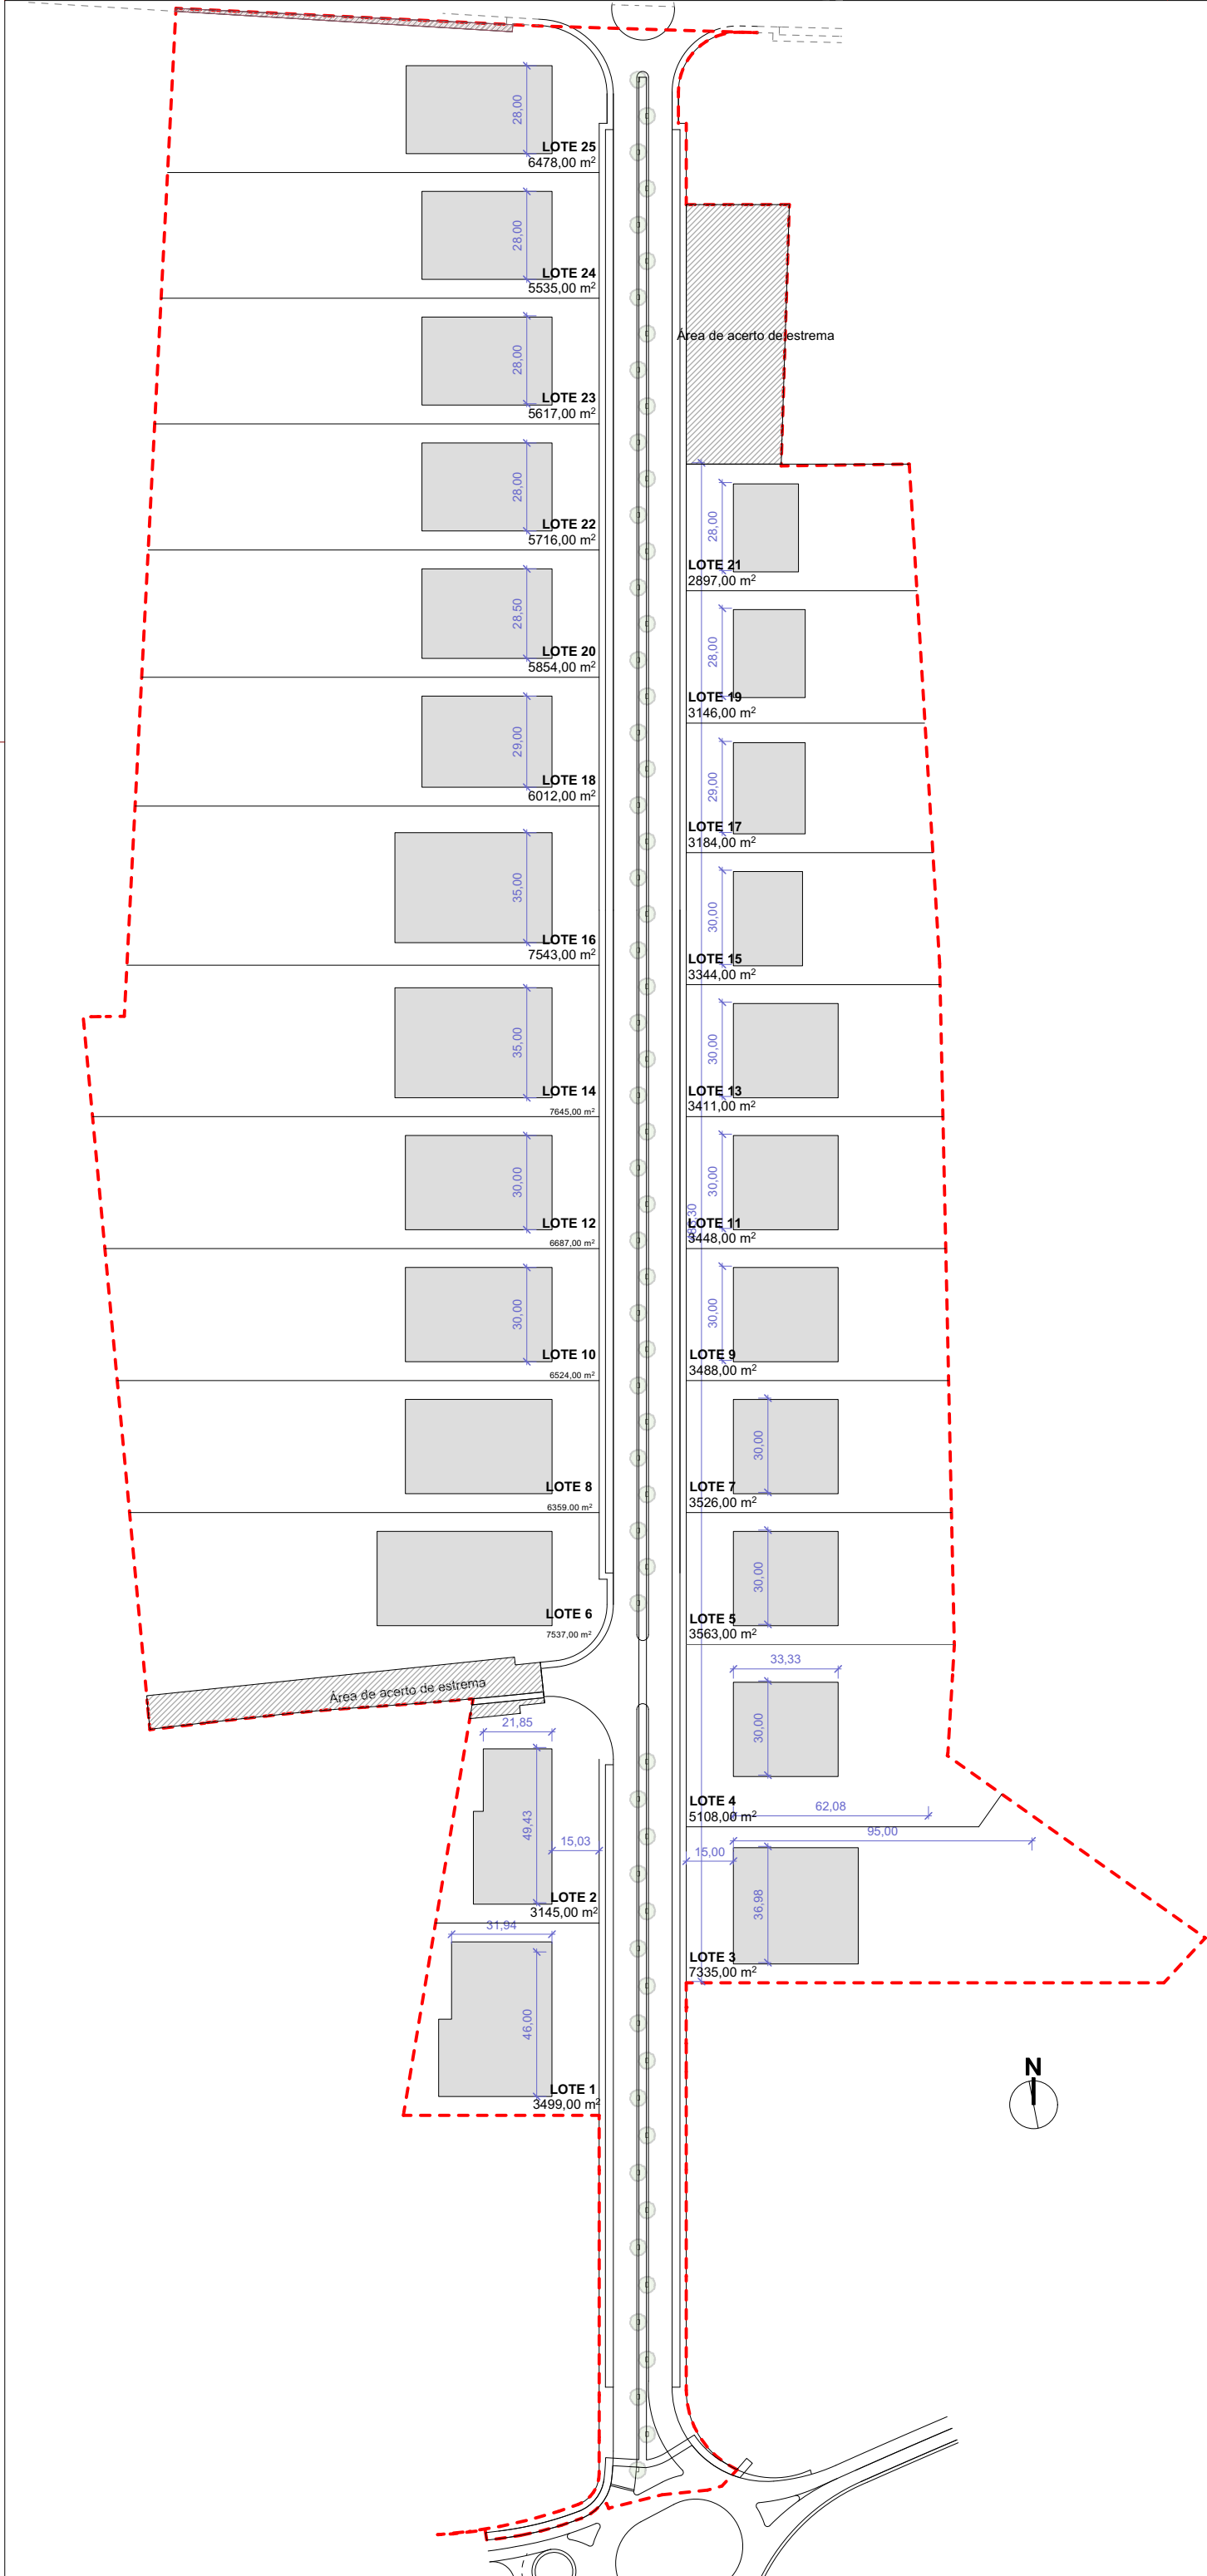 28,00
LOTE 25
6478,00 m²
28,00
LOTE 24
5535,00 m²
28,00
LOTE 23
5617,00 m²
28,00
LOTE 22
5716,00 m²
28,50
LOTE 20
5854,00 m²
29,00
LOTE 18
6012,00 m²
35,00
LOTE 16
7543,00 m²
35,00
LOTE 14
7645,00 m²
30,00
LOTE 12
6687,00 m²
30,00
LOTE 10
6524,00 m²
LOTE 8
6359.00 m²
LOTE 6
7537,00 m²
Área de acerto de estrema
21,85
49,43
15,03
LOTE 2
3145,00 m²
31,94
46,00
LOTE 1
3499,00 m²
Área de acerto de estrema
28,00
LOTE 21
2897,00 m²
28,00
LOTE 19
3146,00 m²
29,00
LOTE 17
3184,00 m²
30,00
LOTE 15
3344,00 m²
30,00
LOTE 13
3411,00 m²
30,00
LOTE 11
3448,00 m²
30,00
LOTE 9
3488,00 m²
30,00
LOTE 7
3526,00 m²
30,00
LOTE 5
3563,00 m²
33,33
30,00
LOTE 4
5108,00 m²
62,08
95,00
15,00
36,98
LOTE 3
7335,00 m²
N